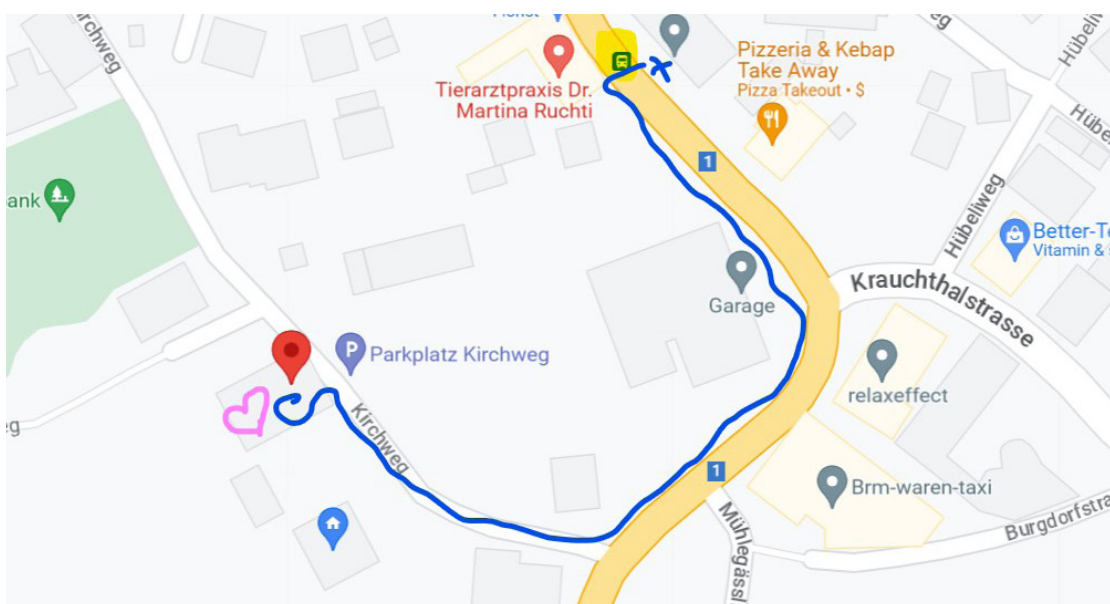 Kirchweg
Hübeliweg
Pizzeria & Kebap
Take Away
Pizza Takeout • $
Tierarztpraxis Dr.
Martina Ruchti
1
Hübeliweg
Better-Te
Vitamin &
Krauchthalstrasse
Garage
P Parkplatz Kirchweg
relaxeffect
Kirchweg
1
Brm-waren-taxi
Mühlegässl
Burgdorfstra